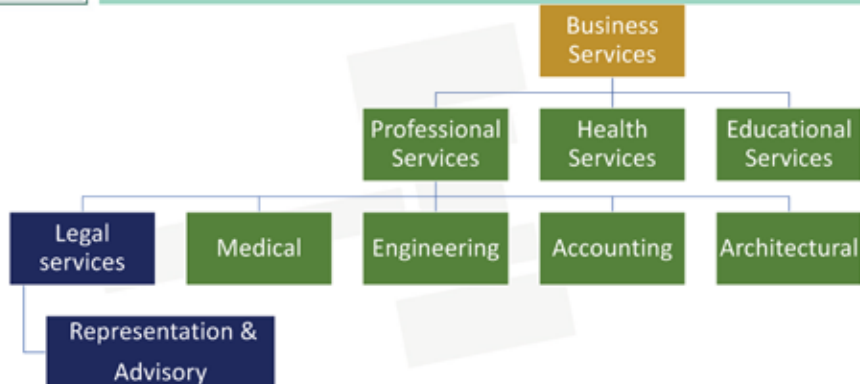 Business
Services
Professional
Services
Health
Services
Educational
Services
Legal
services
Medical
Engineering
Accounting
Architectural
Representation &
Advisory